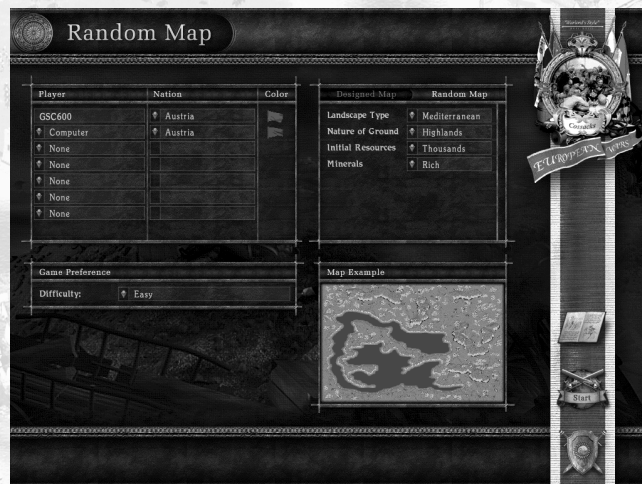 Random Map
"Warlord's Style"
Player Nation Color
GSC600 Austria
Computer Austria
None
None
None
None
None
Designed Map Random Map
Landscape Type Mediterranean
Nature of Ground Highlands
Initial Resources Thousands
Minerals Rich
Cossacks
EUROPEAN WARS
Game Preference
Difficulty: Easy
Map Example
Start